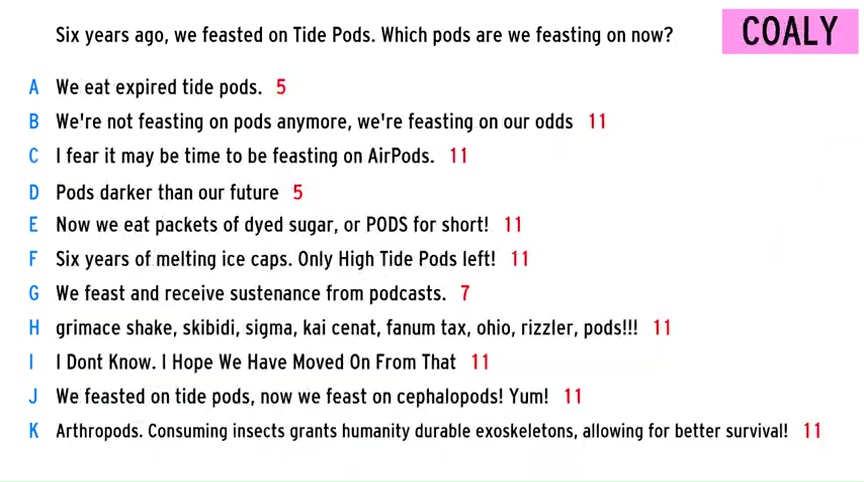 Six years ago, we feasted on Tide Pods. Which pods are we feasting on now?
COALY
A We eat expired tide pods. 5
B We're not feasting on pods anymore, we're feasting on our odds 11
C I fear it may be time to be feasting on AirPods. 11
D Pods darker than our future 5
E Now we eat packets of dyed sugar, or PODS for short! 11
F Six years of melting ice caps. Only High Tide Pods left! 11
G We feast and receive sustenance from podcasts. 7
H grimace shake, skibidi, sigma, kai cenat, fanum tax, ohio, rizzler, pods!!! 11
I I Dont Know. I Hope We Have Moved On From That 11
J We feasted on tide pods, now we feast on cephalopods! Yum! 11
K Arthropods. Consuming insects grants humanity durable exoskeletons, allowing for better survival! 11